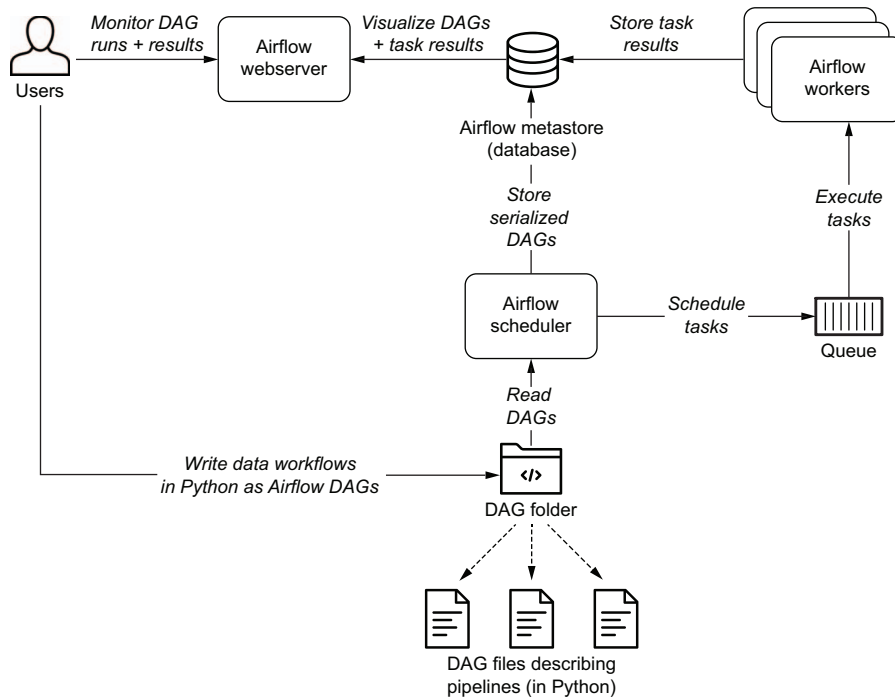 Monitor DAG
runs + results
Users
Airflow
webserver
Visualize DAGs
+ task results
Store task
results
Airflow
workers
Airflow metastore
(database)
Store
serialized
DAGs
Execute
tasks
Airflow
scheduler
Schedule
tasks
Queue
Read
DAGs
Write data workflows
in Python as Airflow DAGs
</>
DAG folder
DAG files describing
pipelines (in Python)